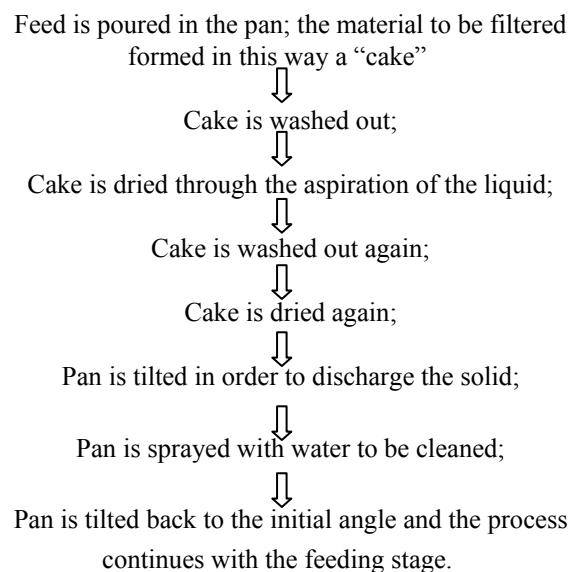 Feed is poured in the pan; the material to be filtered
formed in this way a “cake”
Cake is washed out;
Cake is dried through the aspiration of the liquid;
Cake is washed out again;
Cake is dried again;
Pan is tilted in order to discharge the solid;
Pan is sprayed with water to be cleaned;
Pan is tilted back to the initial angle and the process
continues with the feeding stage.